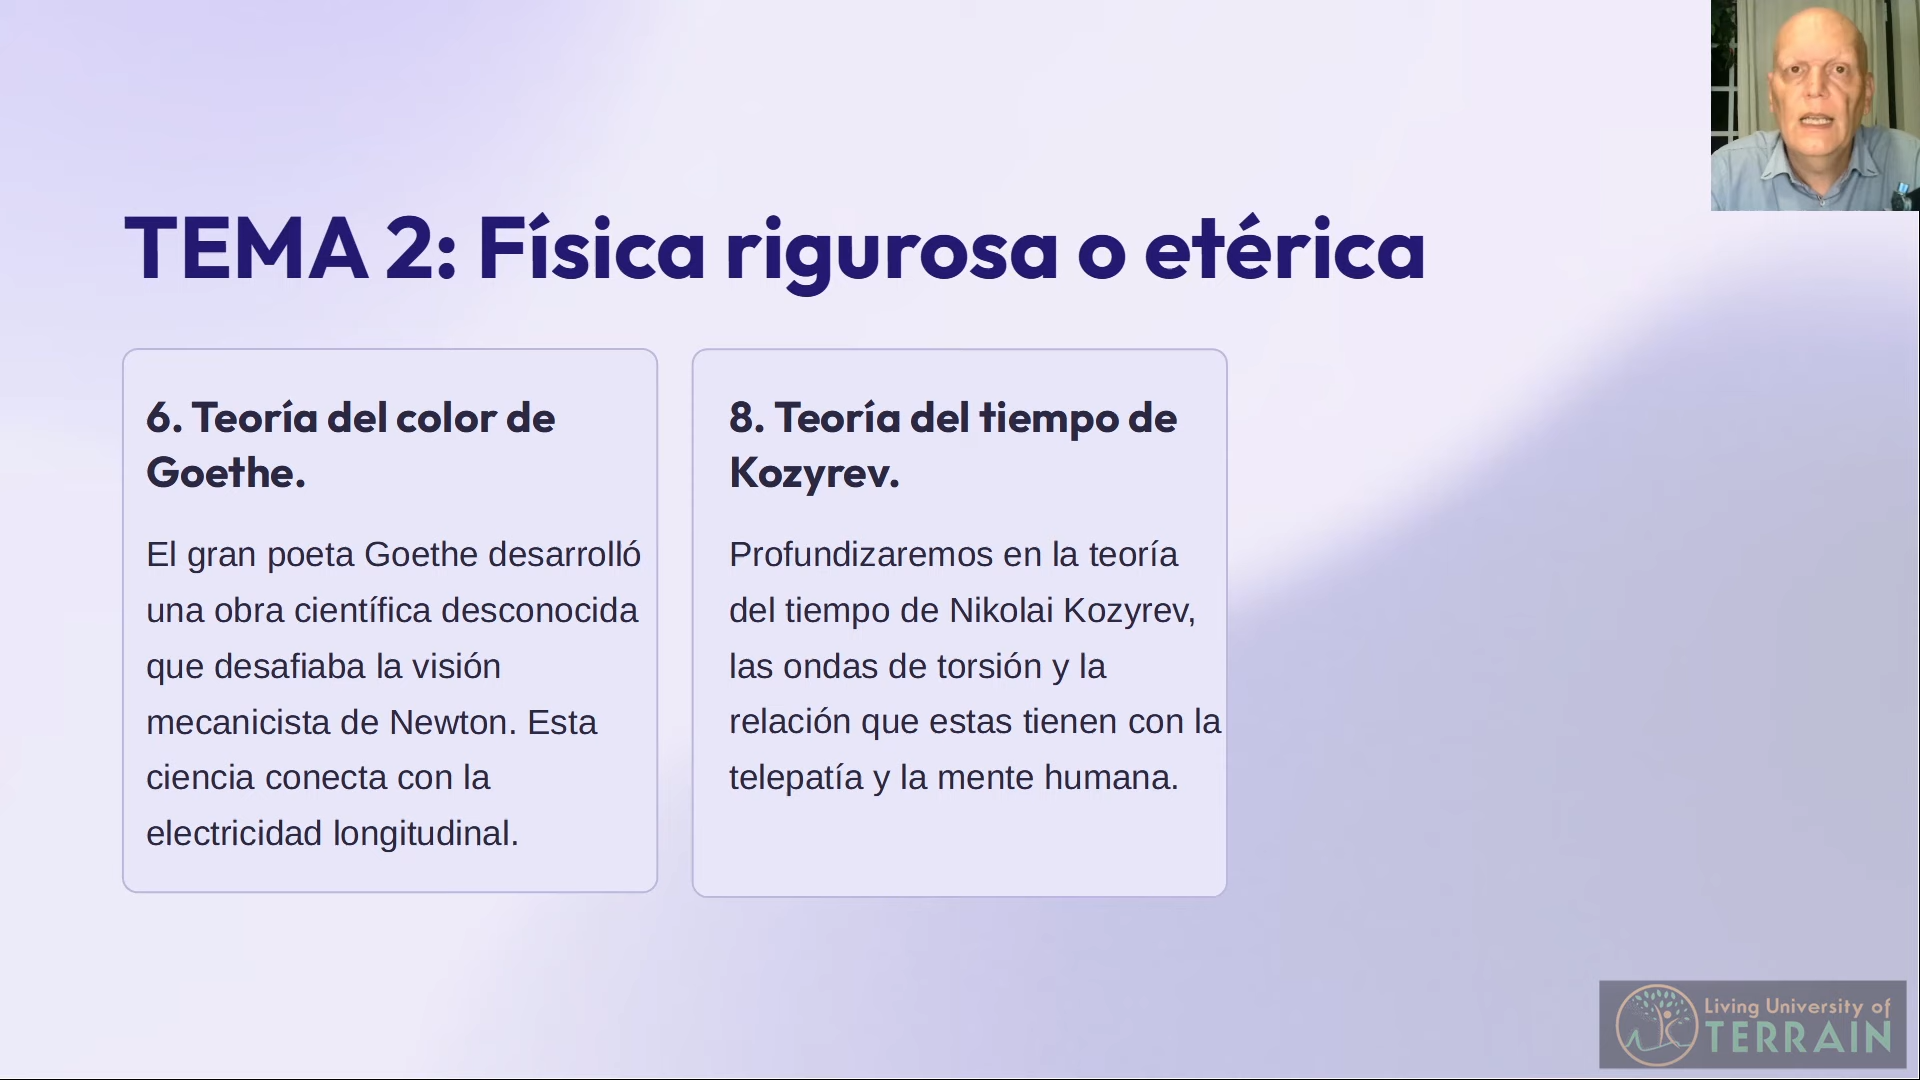 TEMA 2: Física rigurosa o etérica
6. Teoría del color de
Goethe.
El gran poeta Goethe desarrolló
una obra científica desconocida
que desafiaba la visión
mecanicista de Newton. Esta
ciencia conecta con la
electricidad longitudinal.
8. Teoría del tiempo de
Kozyrev.
Profundizaremos en la teoría
del tiempo de Nikolai Kozyrev,
las ondas de torsión y la
relación que estas tienen con la
telepatía y la mente humana.
Living University of
TERRAIN